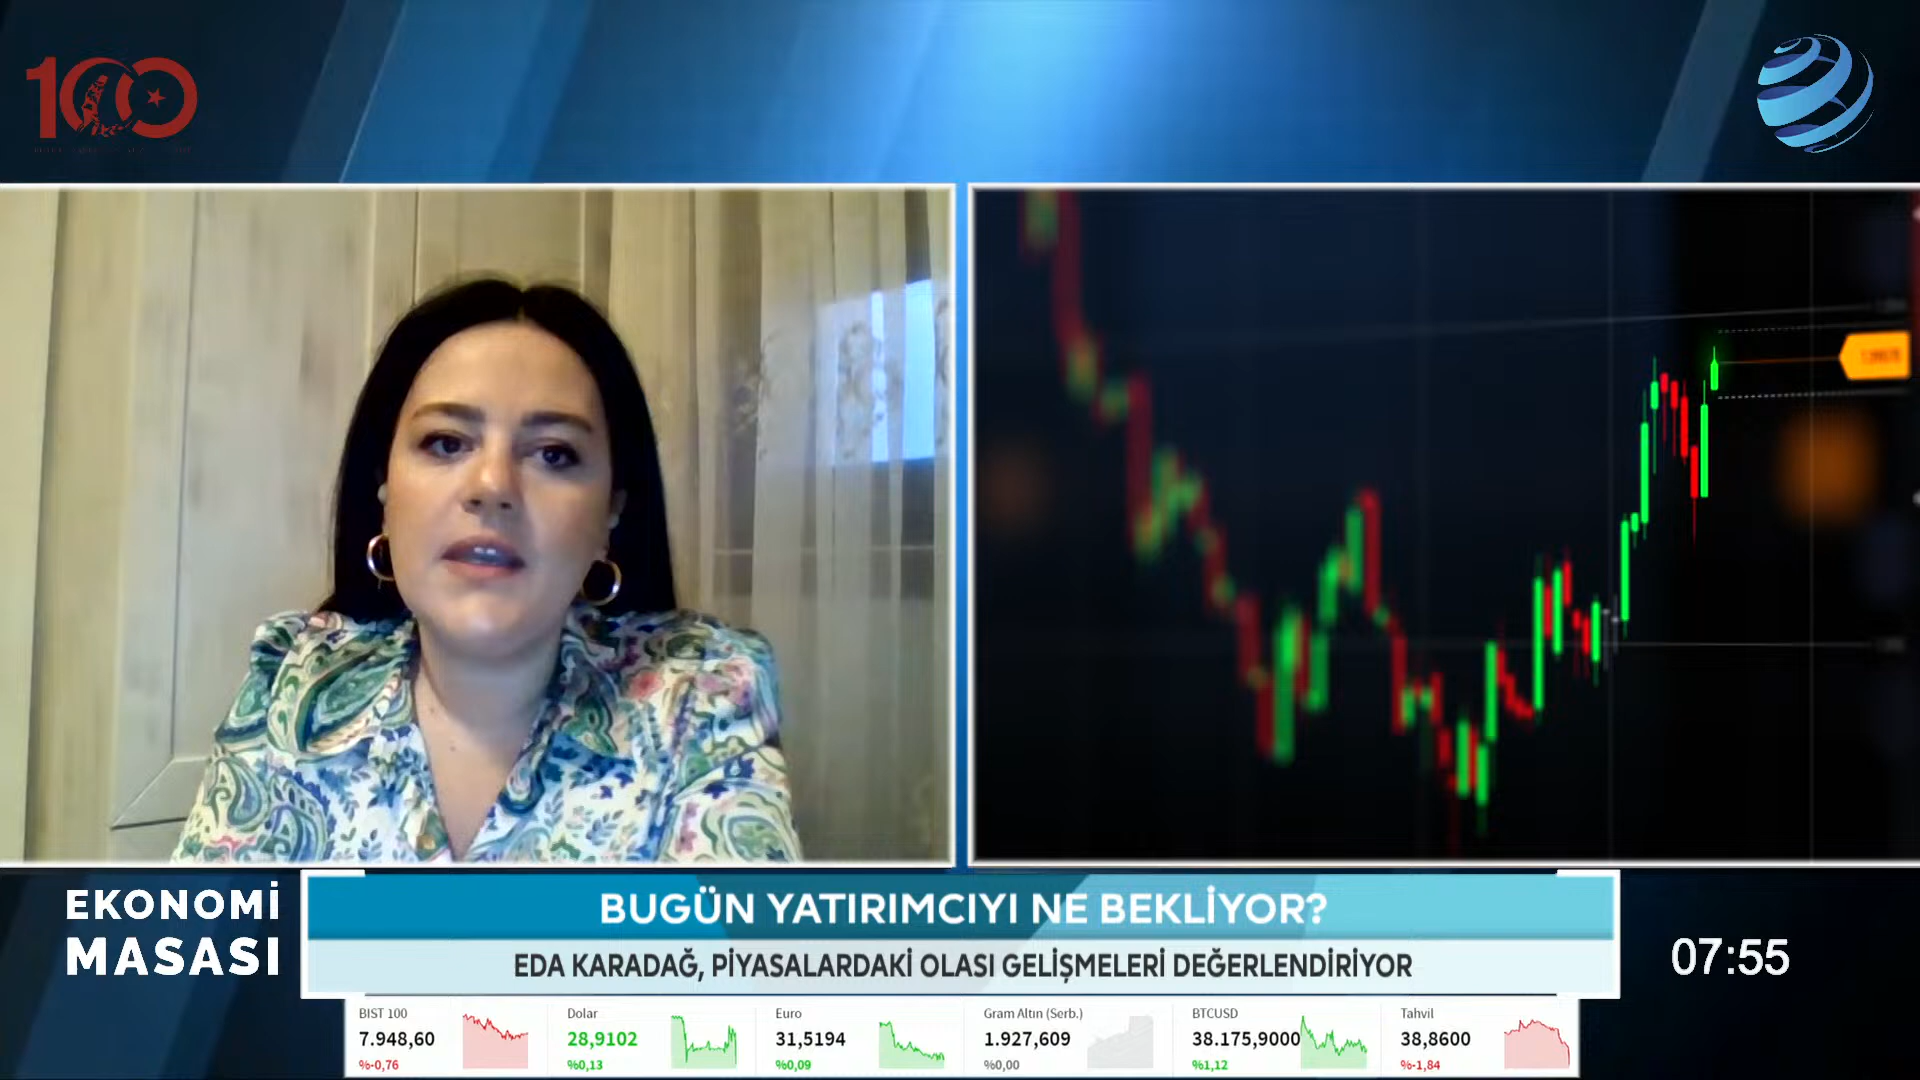 100
EKONOMİ
MASASI
BUGÜN YATIRIMCIYI NE BEKLİYOR?
EDA KARADAĞ, PİYASALARDAKİ OLASI GELİŞMELERİ DEĞERLENDİRİYOR
07:55
BIST 100
7.948,60
%-0,76
Dolar
28,9102
%0,13
Euro
31,5194
%0,09
Gram Altın (Serb.)
1.927,609
%0,00
BTCUSD
38.175,9000
%1,12
Tahvil
38,8600
%-1,84